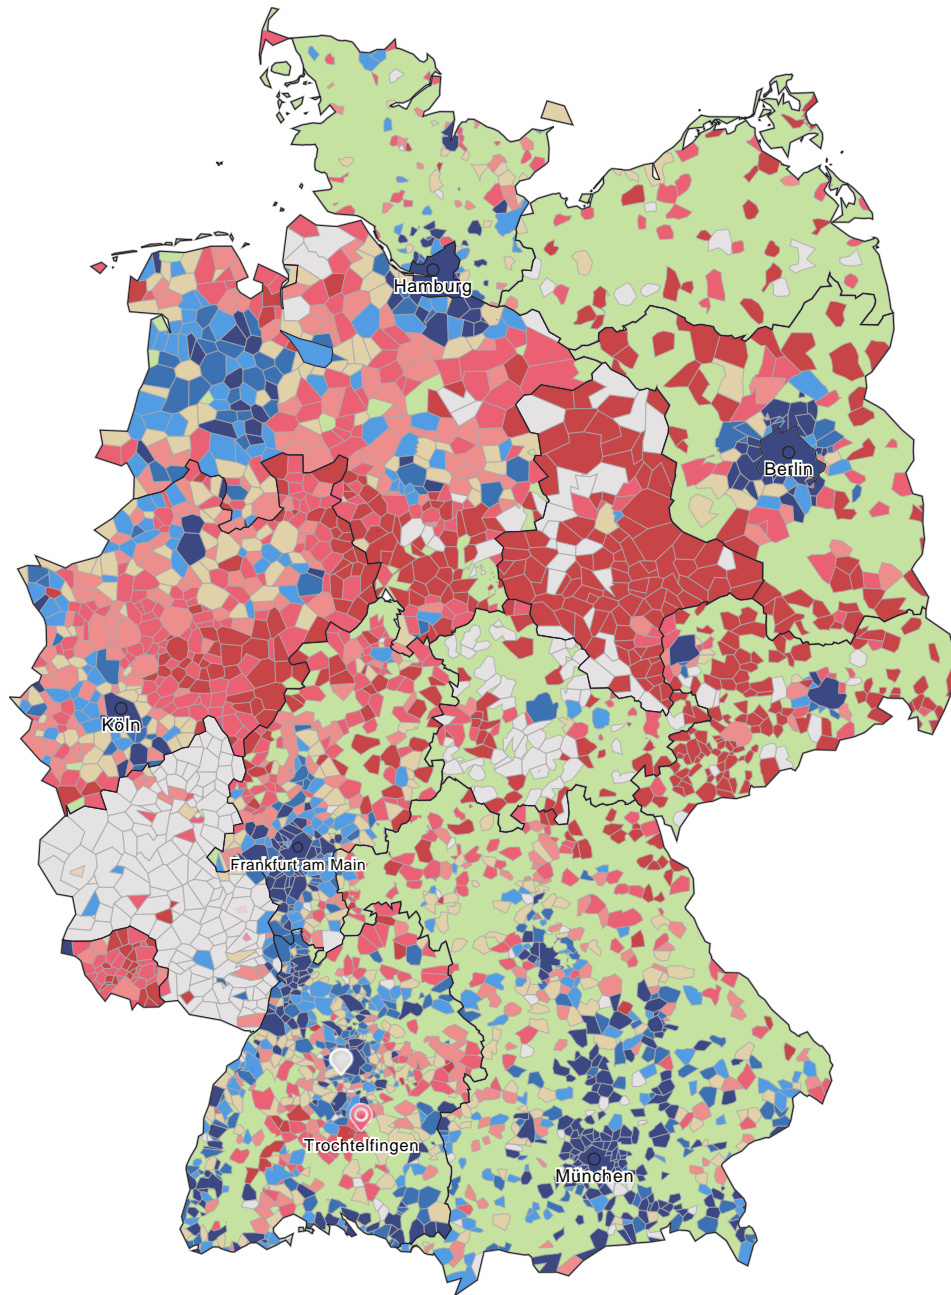 Hamburg
Berlin
Köln
Frankfurt am Main
Trochtelfingen
München